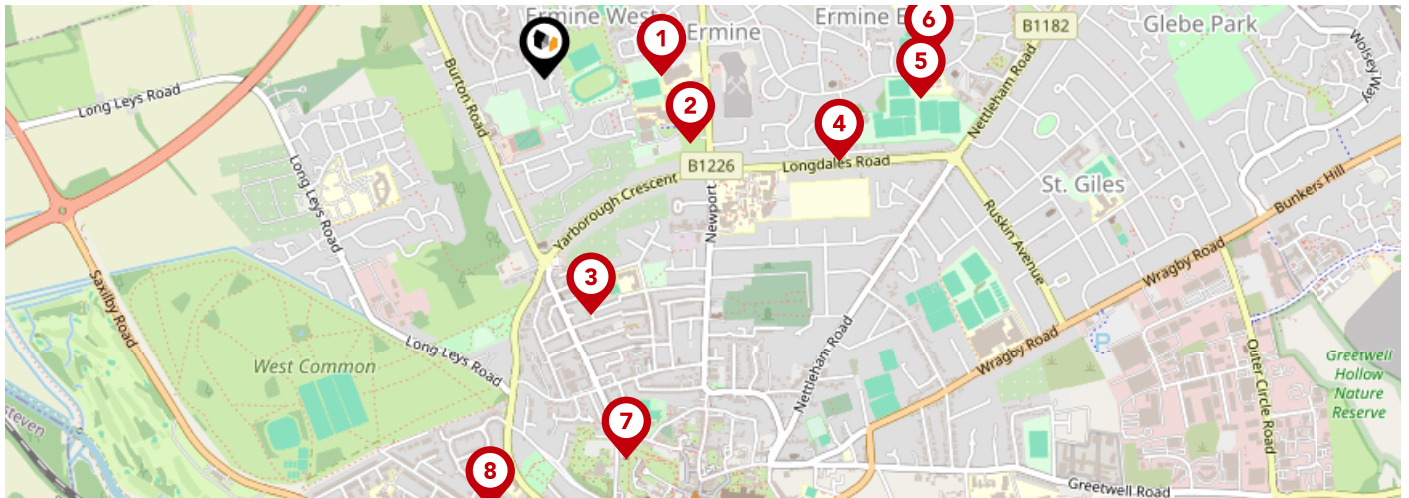 Ermine West
Ermine E
6
B1182
Glebe Park
1
Ermine
Wolsey Way
5
Burton Road
Nettleham Road
Long Leys Road
2
4
Long Leys Road
B1226
Longdales Road
Yarborough Crescent
St. Giles
Bunkers Hill
Newport
Ruskin Avenue
Wragby Road
3
Saxilby Road
Wragby Road
P
Long Leys Road
West Common
Nettleham Road
Outer Circle Road
Greetwell
Hollow
Nature
Reserve
steven
7
8
Greetwell Road